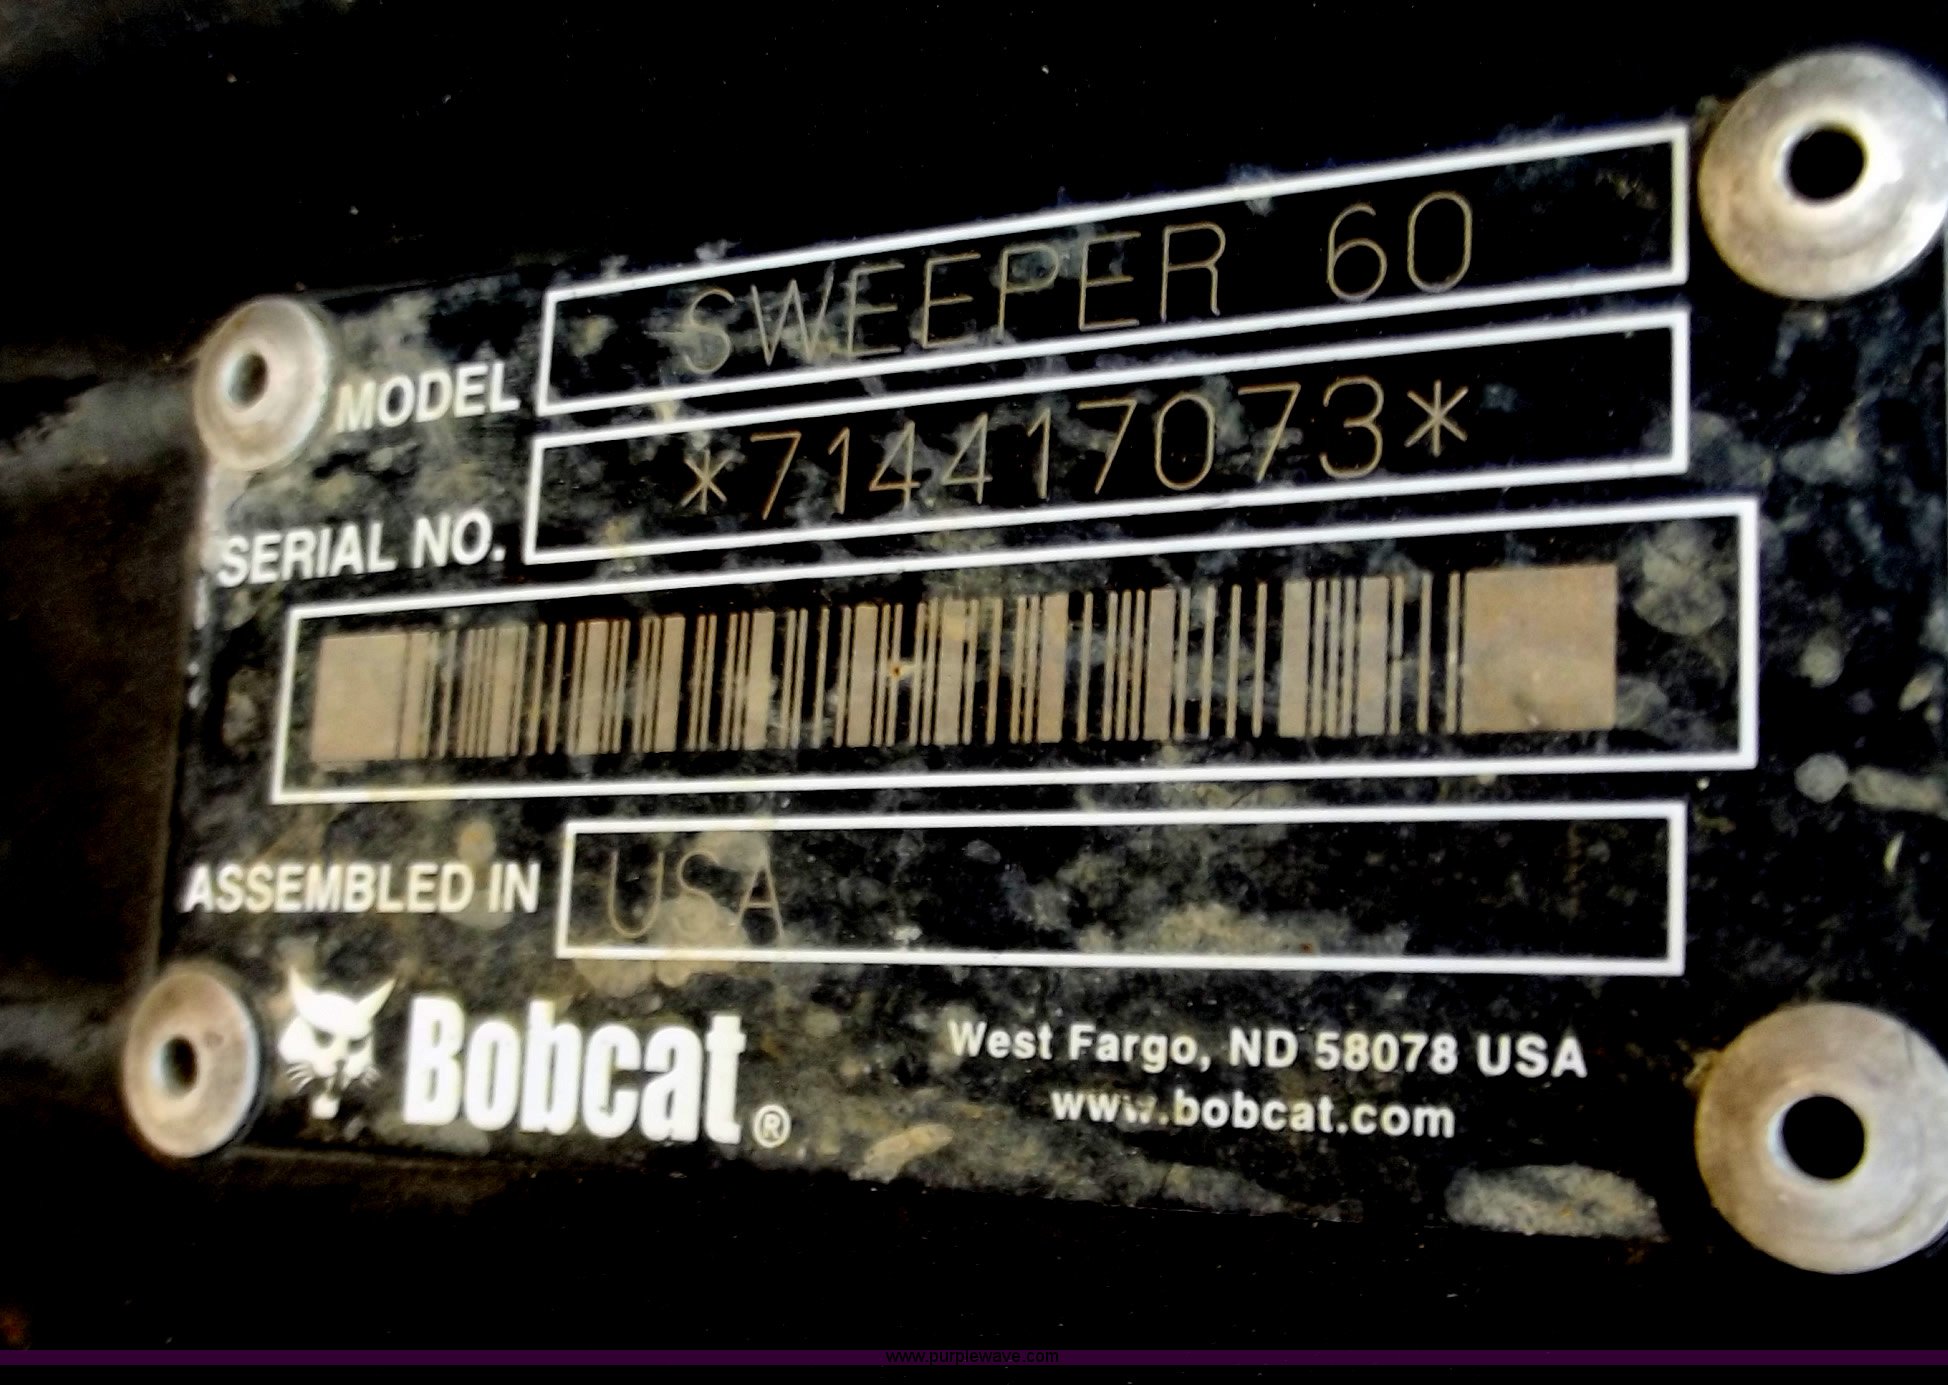 MODEL SWEEPER 60
SERIAL NO. *714417073*
ASSEMBLED IN USA
Bobcat®
West Fargo, ND 58078 USA
www.bobcat.com
www.purplewave.com